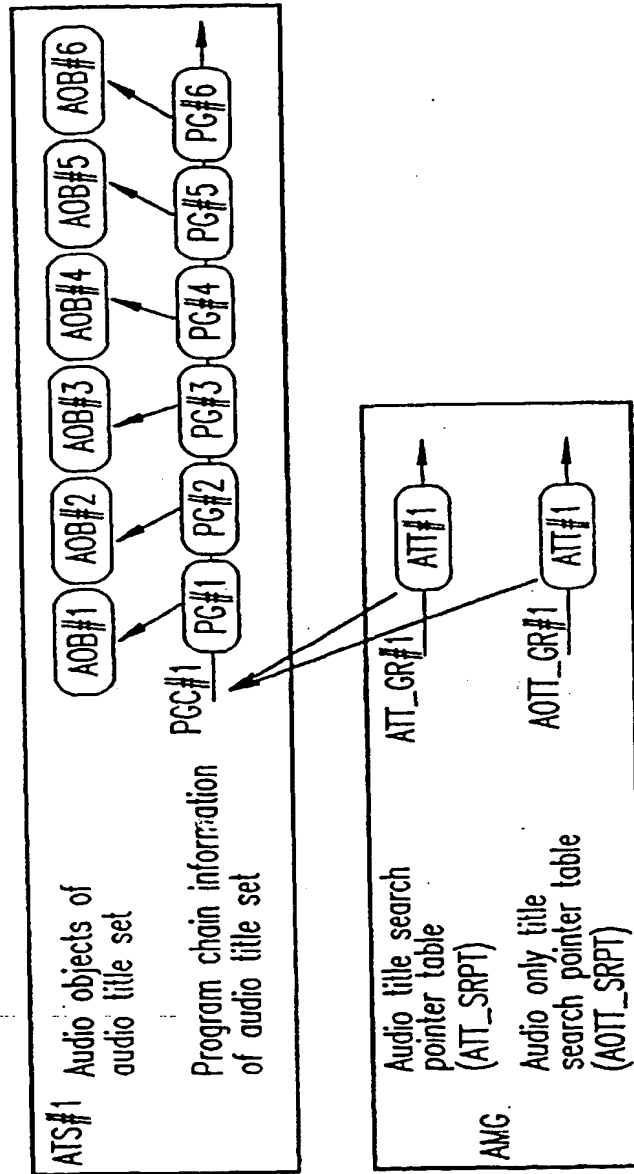 ATS#1
Audio objects of
audio title set
AOB#1 AOB#2 AOB#3 AOB#4 AOB#5 AOB#6
Program chain information
of audio title set
PGC#1
PG#1 PG#2 PG#3 PG#4 PG#5 PG#6
AMG
Audio title search
pointer table
(ATT_SRPT)
ATT_GR#1
ATT#1
Audio only title
search pointer table
(AOTT_SRPT)
AOTT_GR#1
ATT#1